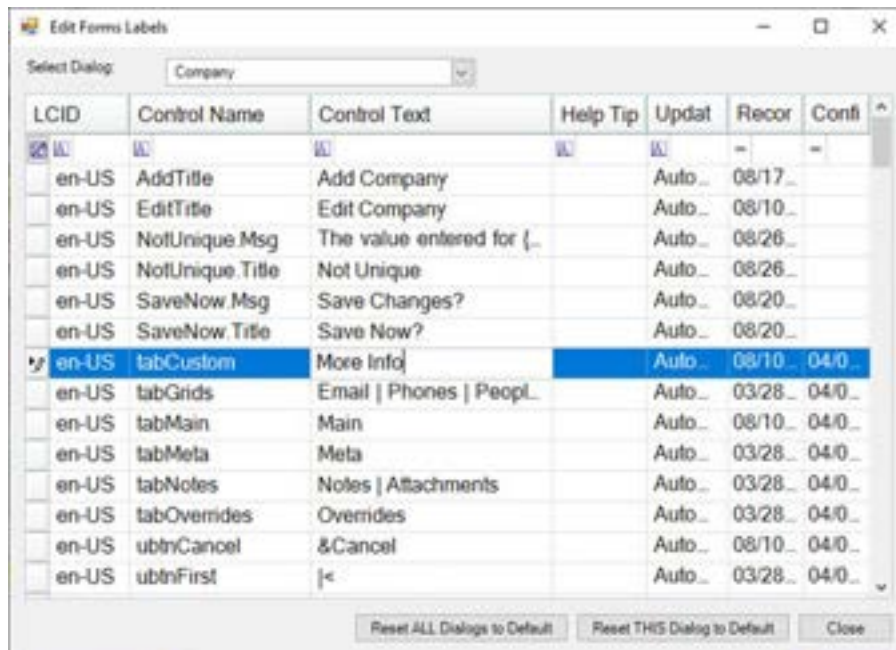 Edit Forms Labels
Select Dialog: Company
LCID Control Name Control Text Help Tip Updat Recor Confi
en-US AddTitle Add Company Auto... 08/17...
en-US EditTitle Edit Company Auto... 08/10...
en-US NotUnique.Msg The value entered for {... Auto... 08/26...
en-US NotUnique.Title Not Unique Auto... 08/26...
en-US SaveNow.Msg Save Changes? Auto... 08/20...
en-US SaveNow.Title Save Now? Auto... 08/20...
en-US tabCustom More Info Auto... 08/10... 04/0...
en-US tabGrids Email | Phones | Peopl... Auto... 03/28... 04/0...
en-US tabMain Main Auto... 08/10... 04/0...
en-US tabMeta Meta Auto... 03/28... 04/0...
en-US tabNotes Notes | Attachments Auto... 03/28... 04/0...
en-US tabOverrides Overrides Auto... 03/28... 04/0...
en-US ubtnCancel &Cancel Auto... 08/10... 04/0...
en-US ubtnFirst |< Auto... 03/28... 04/0...
Reset ALL Dialogs to Default Reset THIS Dialog to Default Close